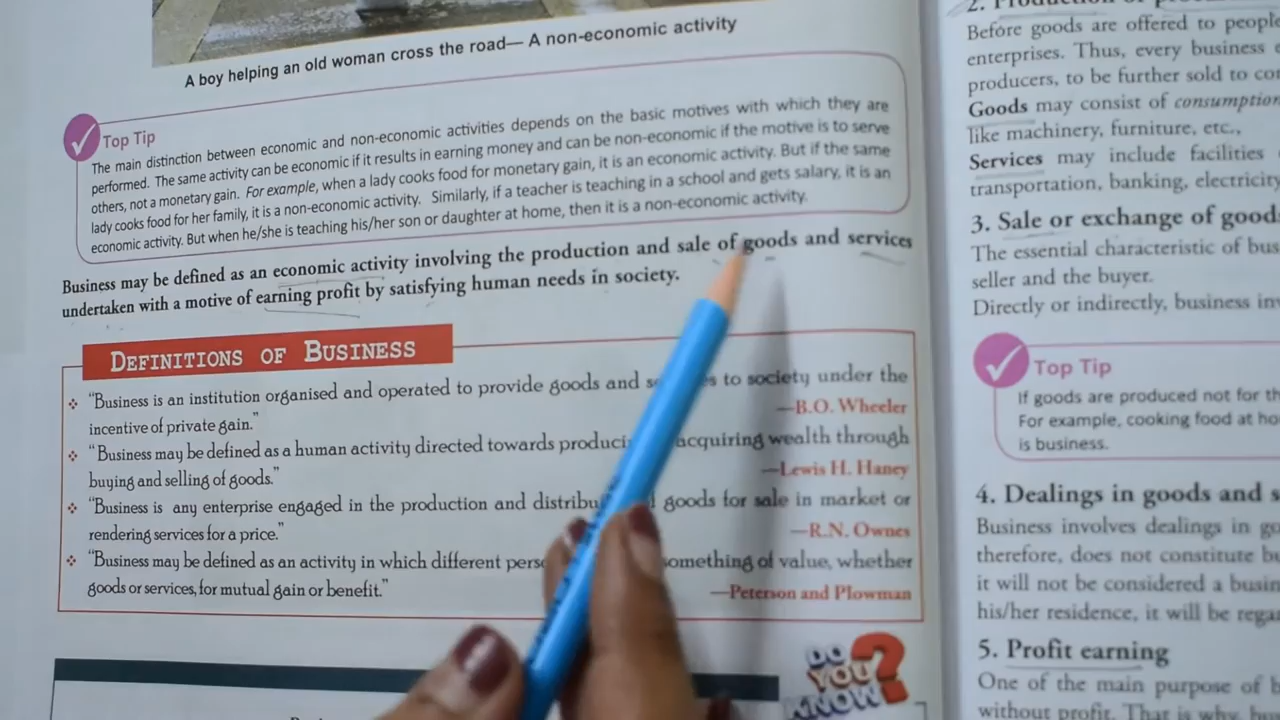 A boy helping an old woman cross the road— A non-economic activity
Top Tip
The main distinction between economic and non-economic activities depends on the basic motives with which they are
performed. The same activity can be economic if it results in earning money and can be non-economic if the motive is to serve
others, not a monetary gain. For example, when a lady cooks food for monetary gain, it is an economic activity. But if the same
lady cooks food for her family, it is a non-economic activity. Similarly, if a teacher is teaching in a school and gets salary, it is an
economic activity. But when he/she is teaching his/her son or daughter at home, then it is a non-economic activity.
Business may be defined as an economic activity involving the production and sale of goods and services
undertaken with a motive of earning profit by satisfying human needs in society.
DEFINITIONS OF BUSINESS
❖ “Business is an institution organised and operated to provide goods and to society under the
incentive of private gain.”
—B.O. Wheeler
❖ “Business may be defined as a human activity directed towards acquiring wealth through
buying and selling of goods.”
—Lewis H. Haney
❖ “Business is any enterprise engaged in the production and goods for sale in market or
rendering services for a price.”
—R.N. Ownes
❖ “Business may be defined as an activity in which different something of value, whether
goods or services, for mutual gain or benefit.”
—Peterson and Plowman
DO
YOU
KNOW
?
2.
Before goods are offered to
enterprises. Thus, every business
producers, to be further sold to
Goods may consist of
like machinery, furniture, etc.,
Services may include facilities
transportation, banking,
3. Sale or exchange of
The essential characteristic of
seller and the buyer.
Directly or indirectly, business
Top Tip
If goods are produced not for
For example, cooking food at
is business.
4. Dealings in goods and
Business involves dealings in
therefore, does not constitute
it will not be considered a
his/her residence, it will be
5. Profit earning
One of the main purpose of
without profit. That is why,